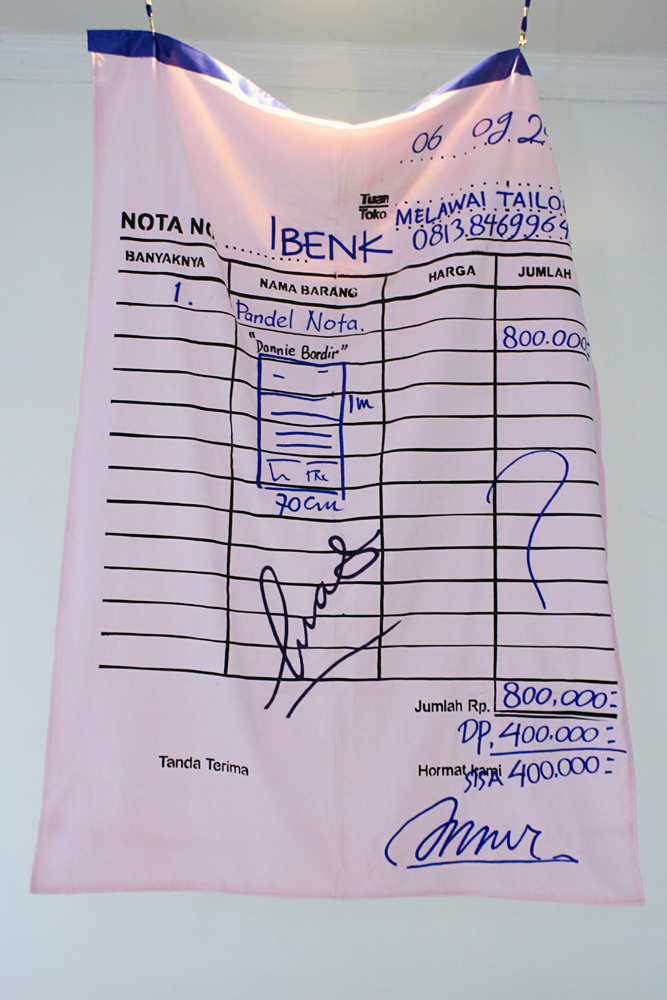 06 09 2
Tuan
Toko
MELAWAI TAILO
0813.8469964
NOTA NO
IBENK
BANYAKNYA NAMA BARANG HARGA JUMLAH
1. Pandel Nota. 800.000=
"Donnie Bordir"
1m
70cm
Jumlah Rp. 800.000=
DP. 400.000=
Tanda Terima Hormat kami
SISA 400.000=